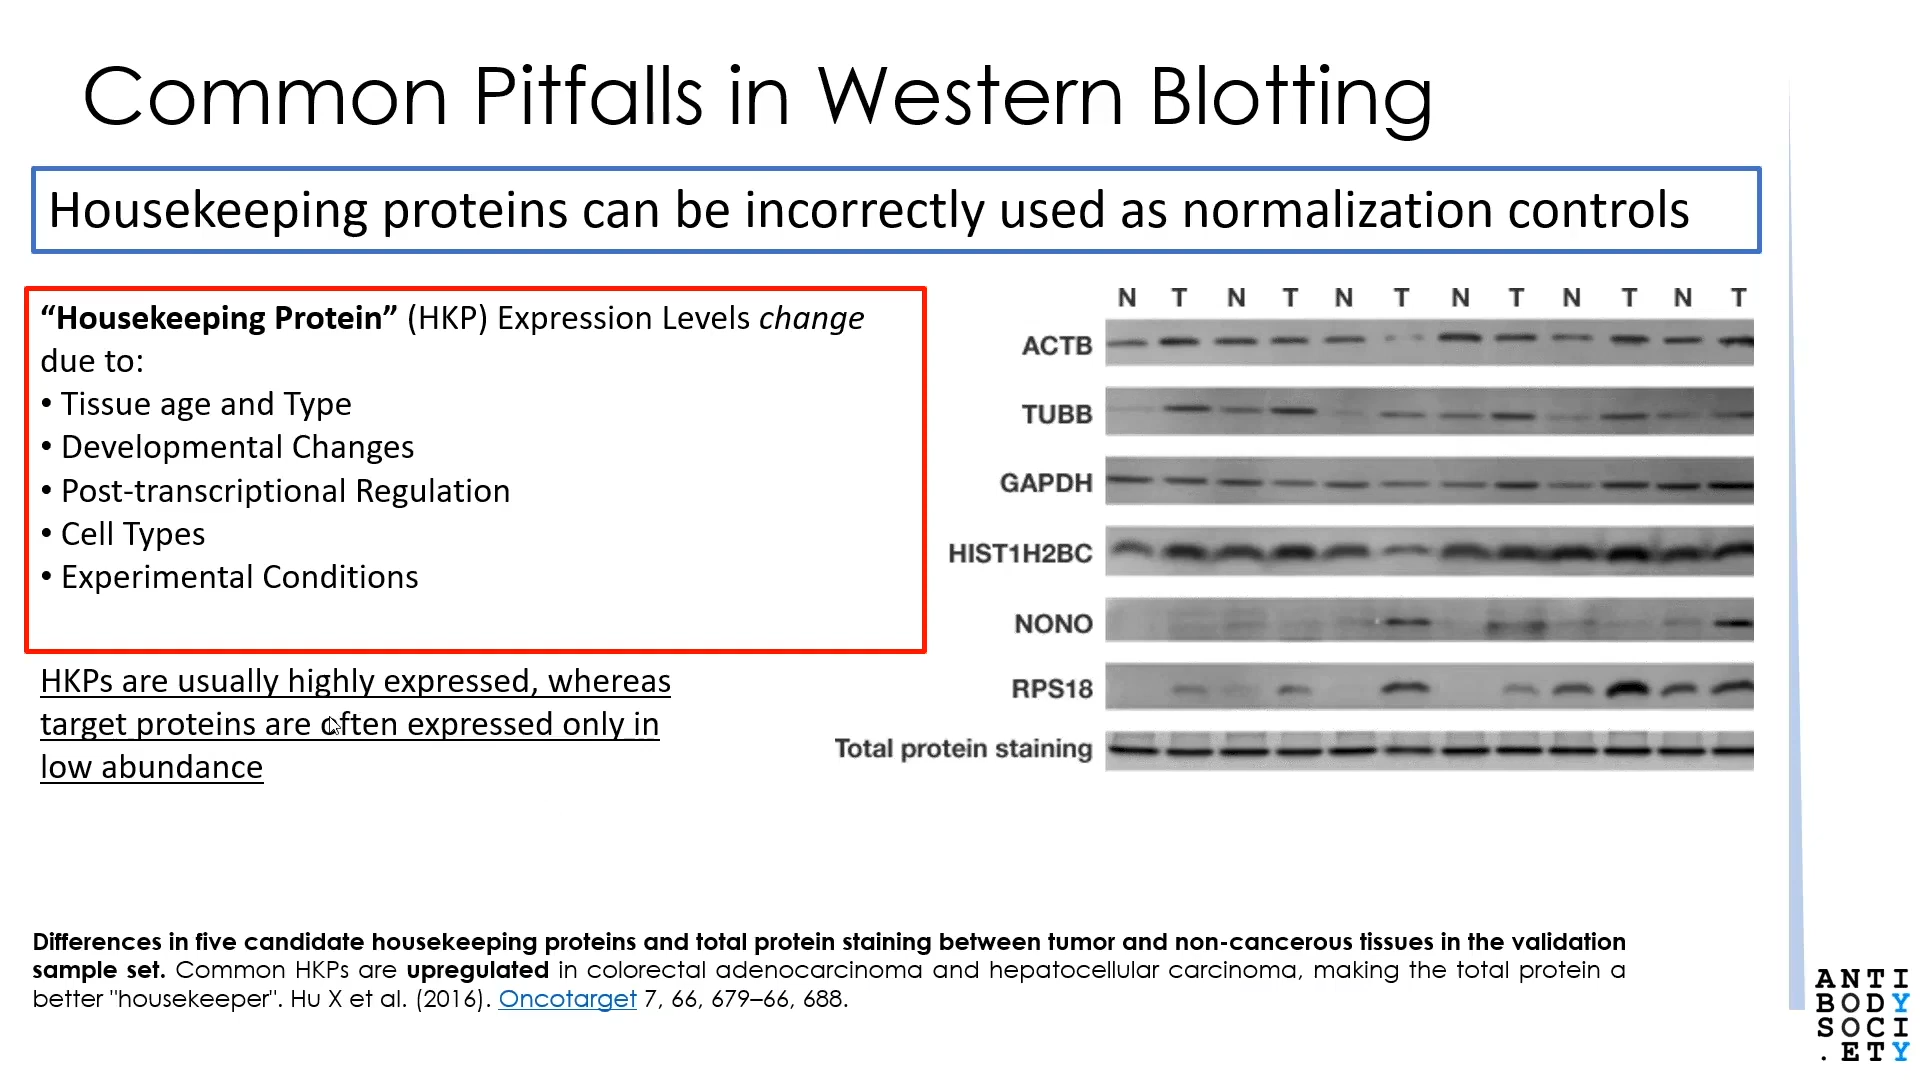 Common Pitfalls in Western Blotting
Housekeeping proteins can be incorrectly used as normalization controls
“Housekeeping Protein” (HKP) Expression Levels change
due to:
• Tissue age and Type
• Developmental Changes
• Post-transcriptional Regulation
• Cell Types
• Experimental Conditions
HKPs are usually highly expressed, whereas
target proteins are often expressed only in
low abundance
N T N T N T N T N T N T
ACTB
TUBB
GAPDH
HIST1H2BC
NONO
RPS18
Total protein staining
Differences in five candidate housekeeping proteins and total protein staining between tumor and non-cancerous tissues in the validation
sample set. Common HKPs are upregulated in colorectal adenocarcinoma and hepatocellular carcinoma, making the total protein a
better "housekeeper". Hu X et al. (2016). Oncotarget 7, 66, 679–66, 688.
ANTI
BODY
SOCI
.ETY